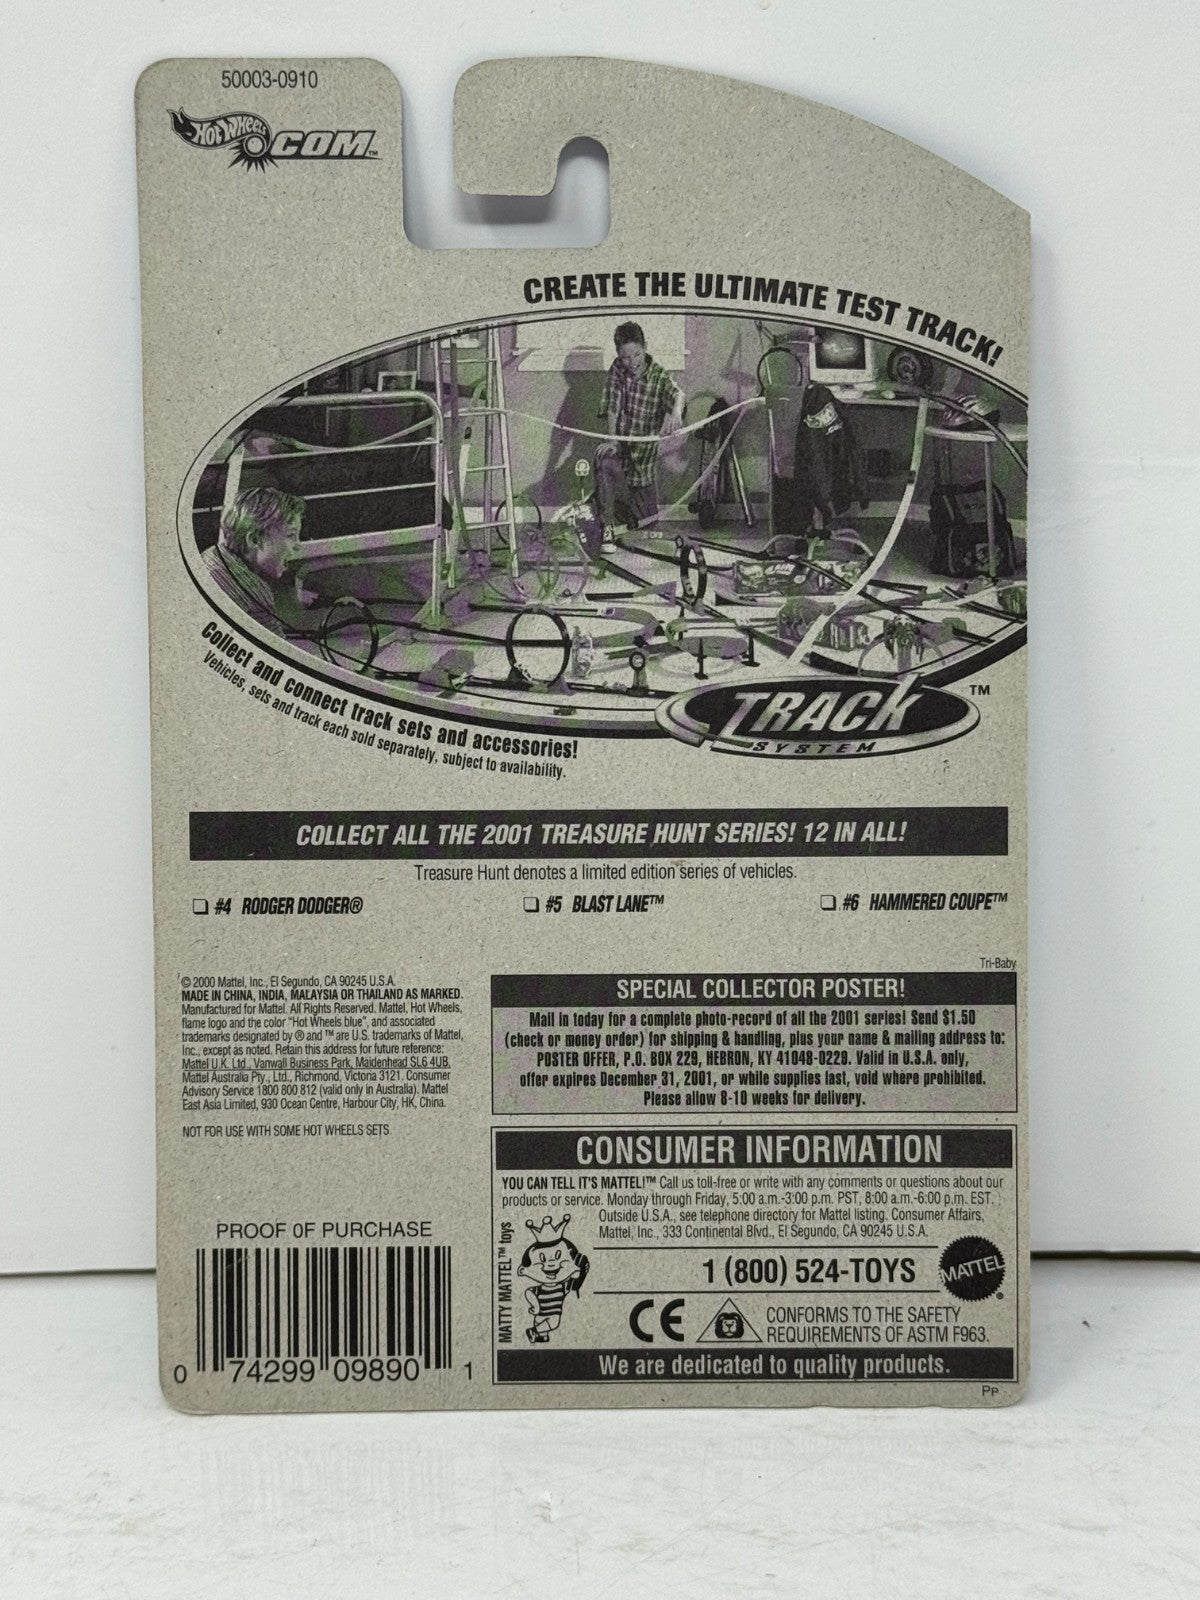 50003-0910
Hot Wheels .COM™
CREATE THE ULTIMATE TEST TRACK!
Collect and connect track sets and accessories!
Vehicles, sets and track each sold separately, subject to availability.
TRACK ™
SYSTEM
COLLECT ALL THE 2001 TREASURE HUNT SERIES! 12 IN ALL!
Treasure Hunt denotes a limited edition series of vehicles.
❏ #4 RODGER DODGER® ❏ #5 BLAST LANE™ ❏ #6 HAMMERED COUPE™
Tri-Baby
© 2000 Mattel, Inc., El Segundo, CA 90245 U.S.A.
MADE IN CHINA, INDIA, MALAYSIA OR THAILAND AS MARKED.
Manufactured for Mattel. All Rights Reserved. Mattel, Hot Wheels,
flame logo and the color "Hot Wheels blue", and associated
trademarks designated by ® and ™ are U.S. trademarks of Mattel,
Inc., except as noted. Retain this address for future reference:
Mattel U.K. Ltd., Vanwall Business Park, Maidenhead SL6 4UB.
Mattel Australia Pty., Ltd., Richmond, Victoria 3121. Consumer
Advisory Service 1800 800 812 (valid only in Australia). Mattel
East Asia Limited, 930 Ocean Centre, Harbour City, HK, China.
NOT FOR USE WITH SOME HOT WHEELS SETS.
SPECIAL COLLECTOR POSTER!
Mail in today for a complete photo-record of all the 2001 series! Send $1.50
(check or money order) for shipping & handling, plus your name & mailing address to:
POSTER OFFER, P.O. BOX 229, HEBRON, KY 41048-0229. Valid in U.S.A. only,
offer expires December 31, 2001, or while supplies last, void where prohibited.
Please allow 8-10 weeks for delivery.
CONSUMER INFORMATION
YOU CAN TELL IT'S MATTEL!™ Call us toll-free or write with any comments or questions about our
products or service. Monday through Friday, 5:00 a.m.-3:00 p.m. PST, 8:00 a.m.-6:00 p.m. EST.
Outside U.S.A., see telephone directory for Mattel listing. Consumer Affairs,
Mattel, Inc., 333 Continental Blvd., El Segundo, CA 90245 U.S.A.
MATTY MATTEL™ toys
1 (800) 524-TOYS
MATTEL®
CE
CONFORMS TO THE SAFETY
REQUIREMENTS OF ASTM F963.
We are dedicated to quality products.
PP
PROOF OF PURCHASE
0 74299 09890 1